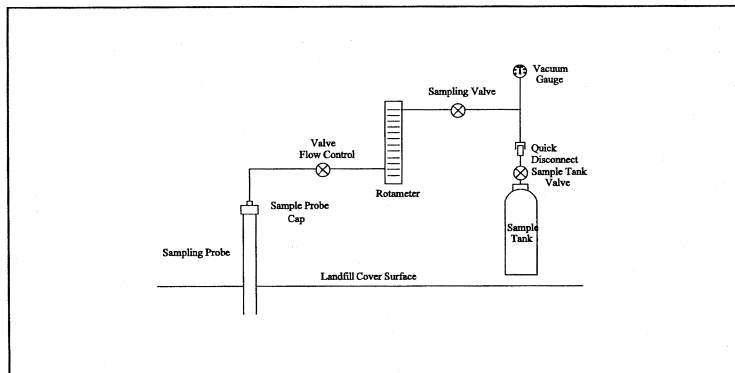 Vacuum
Gauge
Sampling Valve
Valve
Flow Control
Quick
Disconnect
Sample Tank
Valve
Rotameter
Sample Probe
Cap
Sample
Tank
Sampling Probe
Landfill Cover Surface